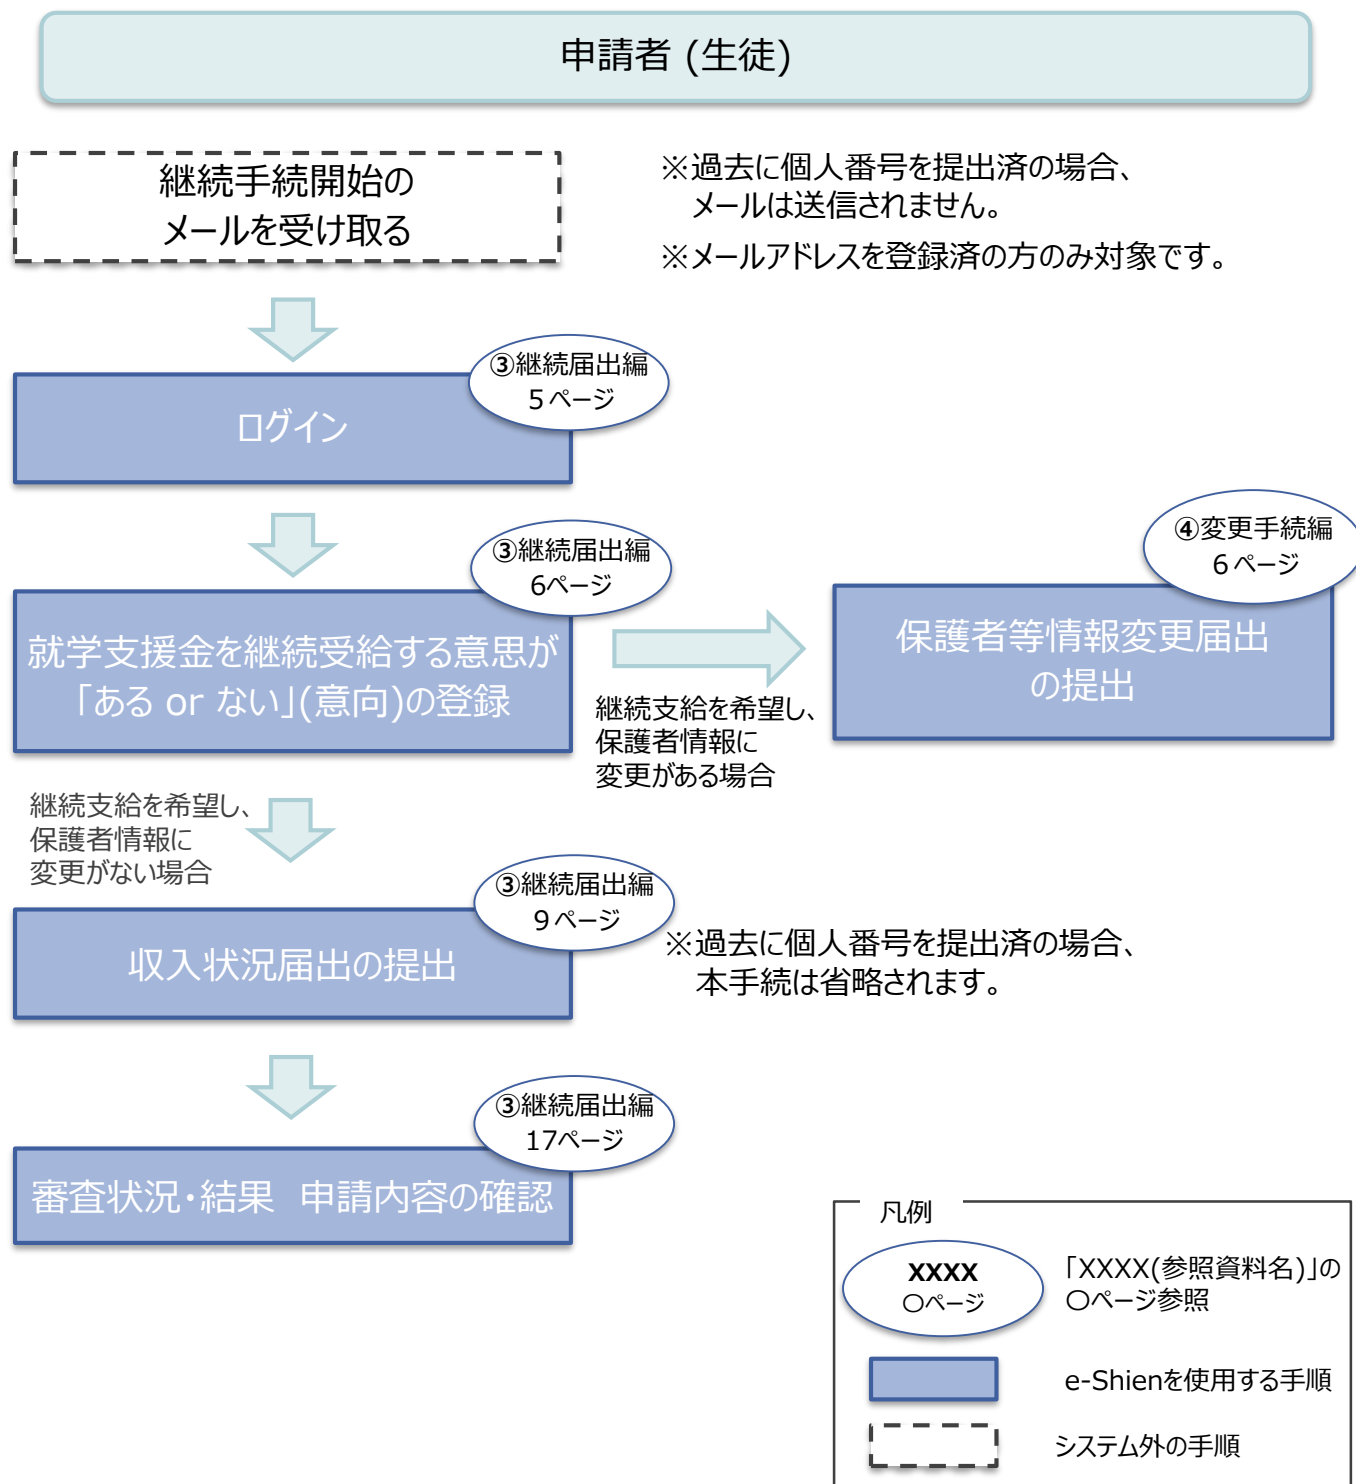 申請者 (生徒)
継続手続開始の
メールを受け取る
※過去に個人番号を提出済の場合、
メールは送信されません。
※メールアドレスを登録済の方のみ対象です。
③継続届出編
5ページ
ログイン
③継続届出編
6ページ
就学支援金を継続受給する意思が
「ある or ない」(意向)の登録
④変更手続編
6ページ
保護者等情報変更届出
の提出
継続支給を希望し、
保護者情報に
変更がある場合
継続支給を希望し、
保護者情報に
変更がない場合
③継続届出編
9ページ
収入状況届出の提出
※過去に個人番号を提出済の場合、
本手続は省略されます。
③継続届出編
17ページ
審査状況・結果　申請内容の確認
凡例
XXXX
〇ページ
「XXXX(参照資料名)」の
〇ページ参照
e-Shienを使用する手順
システム外の手順